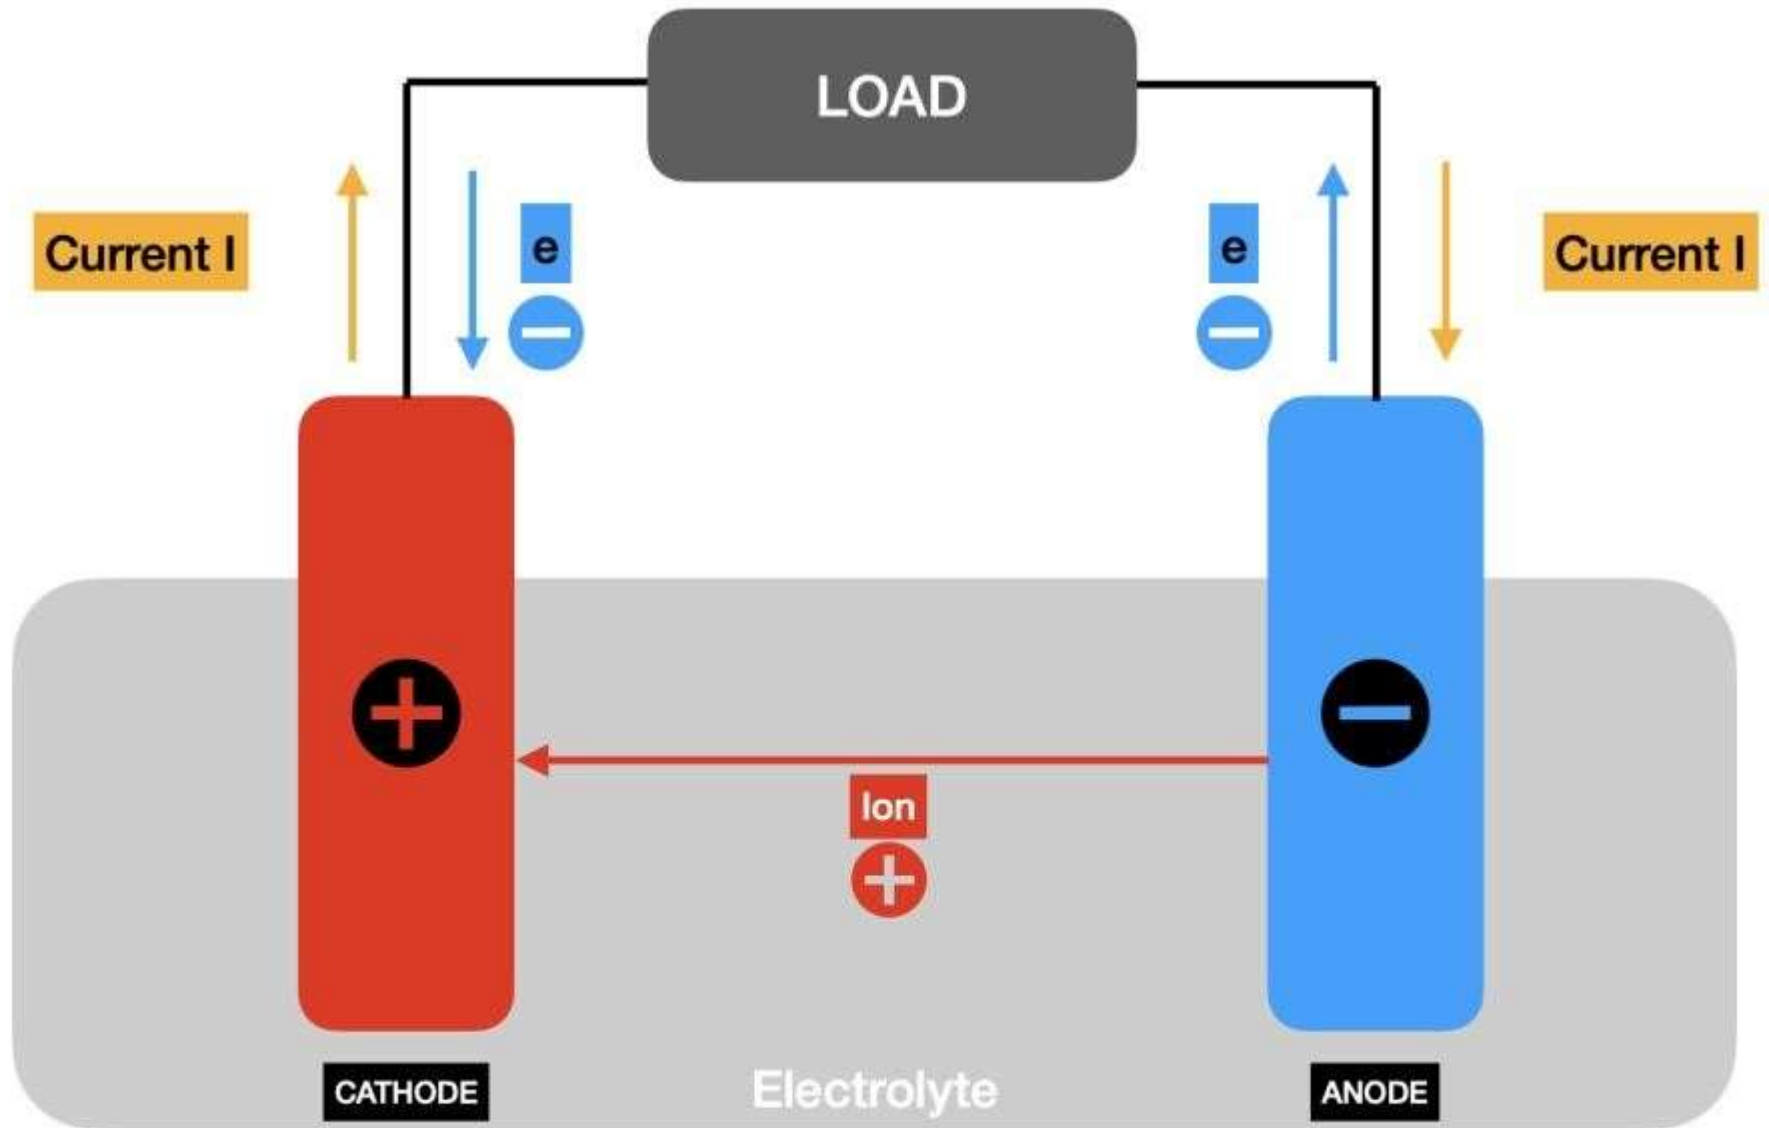 LOAD
Current I
e
e
Current I
Ion
CATHODE
Electrolyte
ANODE